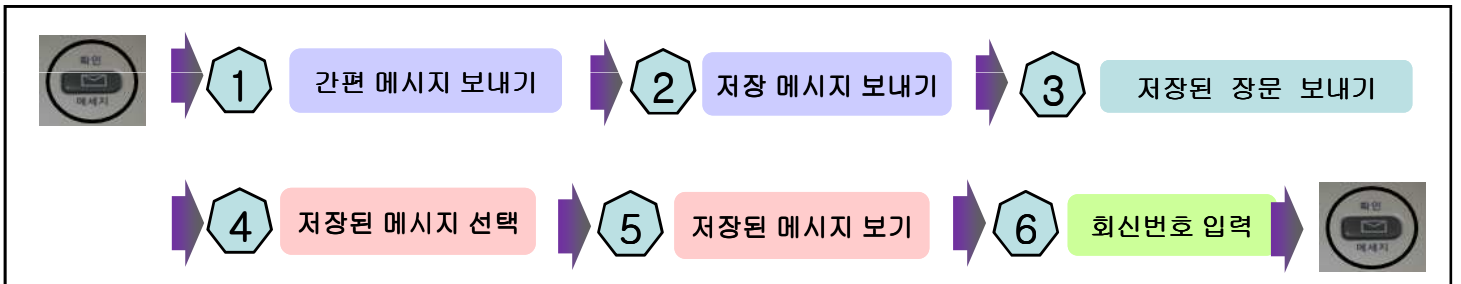 확인
메세지
1 간편 메시지 보내기
2 저장 메시지 보내기
3 저장된 장문 보내기
4 저장된 메시지 선택
5 저장된 메시지 보기
6 회신번호 입력
확인
메세지